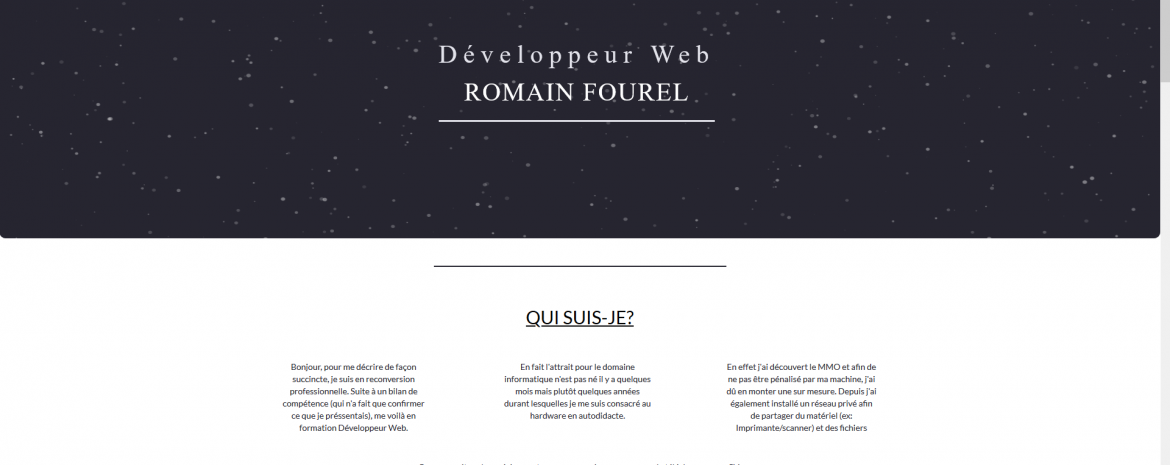 Développeur Web
ROMAIN FOUREL
QUI SUIS-JE?
Bonjour, pour me décrire de façon
succincte, je suis en reconversion
professionnelle. Suite à un bilan de
compétence (qui n'a fait que confirmer
ce que je préssentais), me voilà en
formation Développeur Web.
En fait l'attrait pour le domaine
informatique n'est pas né il y a quelques
mois mais plutôt quelques années
durant lesquelles je me suis consacré au
hardware en autodidacte.
En effet j'ai découvert le MMO et afin de
ne pas être pénalisé par ma machine, j'ai
dû en monter une sur mesure. Depuis j'ai
également installé un réseau privé afin
de partager du matériel (ex:
Imprimante/scanner) et des fichiers